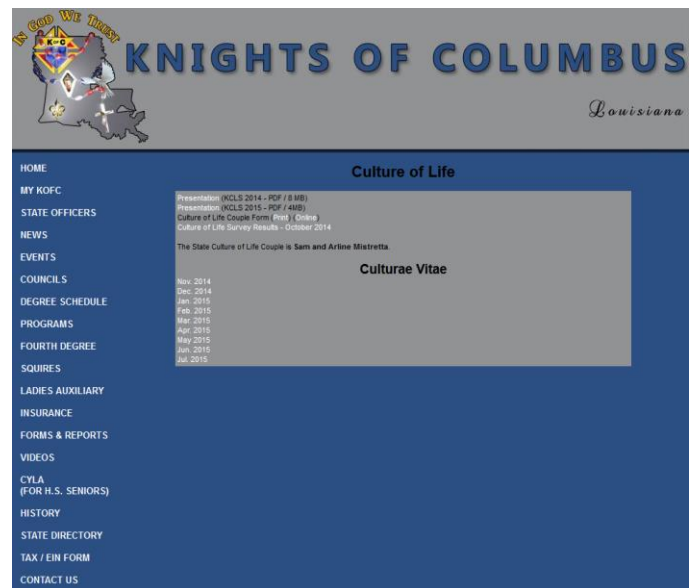 IN GOD WE TRUST
K of C
KNIGHTS OF COLUMBUS
Louisiana
HOME
MY KOFC
STATE OFFICERS
NEWS
EVENTS
COUNCILS
DEGREE SCHEDULE
PROGRAMS
FOURTH DEGREE
SQUIRES
LADIES AUXILIARY
INSURANCE
FORMS & REPORTS
VIDEOS
CYLA
(FOR H.S. SENIORS)
HISTORY
STATE DIRECTORY
TAX / EIN FORM
CONTACT US
Culture of Life
Presentation (KCLS 2014 - PDF / 8 MB)
Presentation (KCLS 2015 - PDF / 4MB)
Culture of Life Couple Form (Print) (Online)
Culture of Life Survey Results - October 2014
The State Culture of Life Couple is Sam and Arline Mistretta.
Culturae Vitae
Nov. 2014
Dec. 2014
Jan. 2015
Feb. 2015
Mar. 2015
Apr. 2015
May 2015
Jun. 2015
Jul. 2015